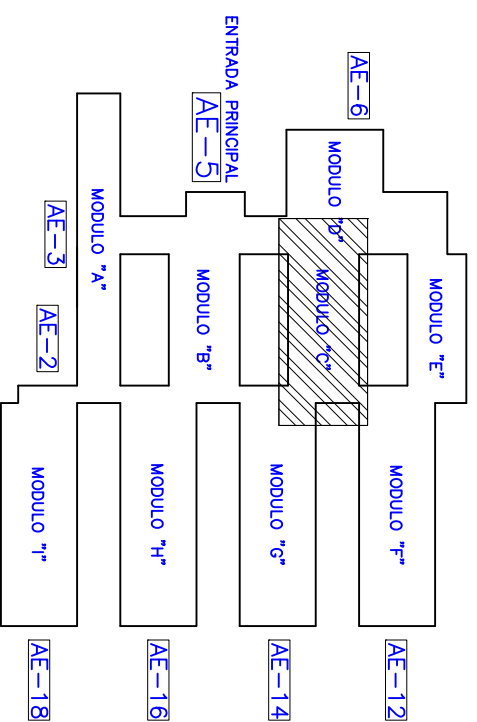 ENTRADA PRINCIPAL
AE-6
AE-5
MODULO "D"
AE-3
MODULO "A"
AE-2
MODULO "B"
MODULO "C"
MODULO "E"
MODULO "I"
MODULO "H"
MODULO "G"
MODULO "F"
AE-18
AE-16
AE-14
AE-12